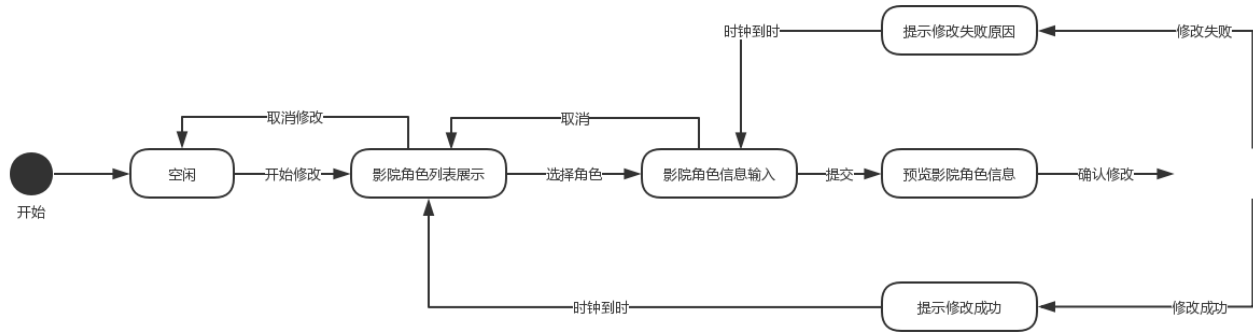 时钟到时
提示修改失败原因
修改失败
取消修改
取消
空闲
开始修改
影院角色列表展示
选择角色
影院角色信息输入
提交
预览影院角色信息
确认修改
开始
时钟到时
提示修改成功
修改成功